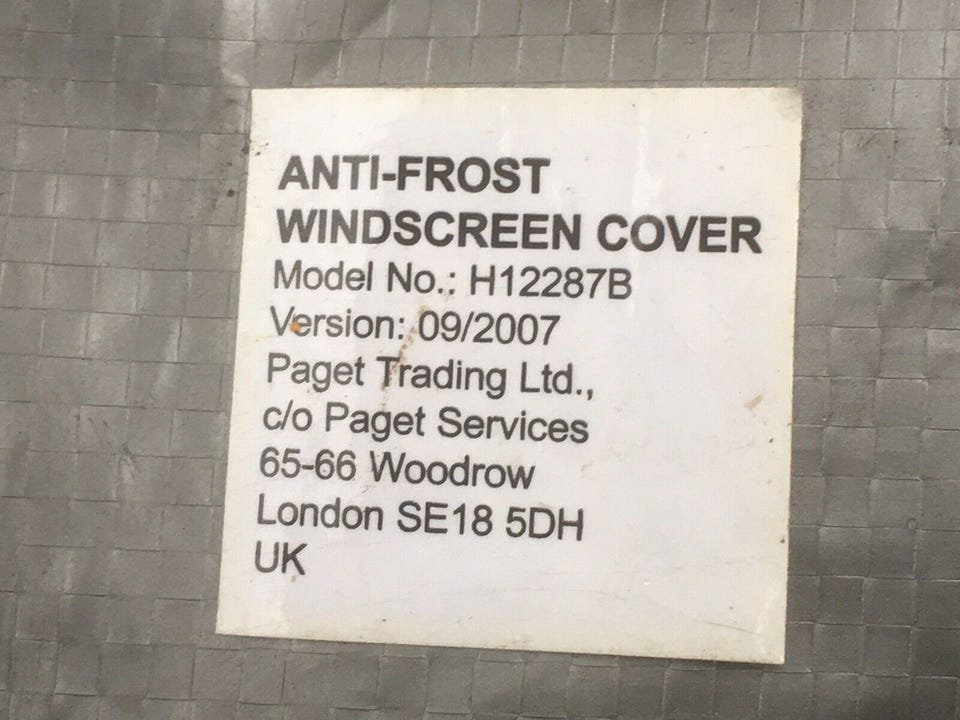 ANTI-FROST
WINDSCREEN COVER
Model No.: H12287B
Version: 09/2007
Paget Trading Ltd.,
c/o Paget Services
65-66 Woodrow
London SE18 5DH
UK